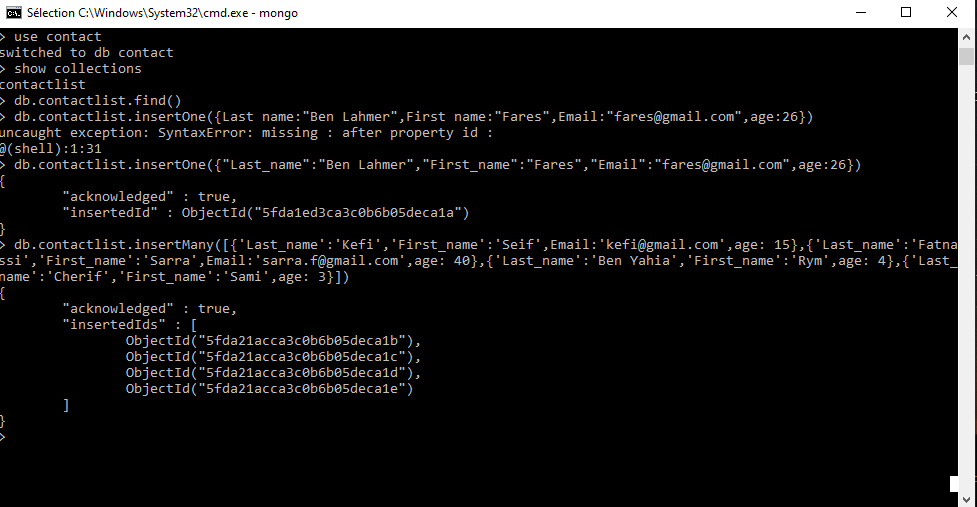 Sélection C:\Windows\System32\cmd.exe - mongo
> use contact
switched to db contact
> show collections
contactlist
> db.contactlist.find()
> db.contactlist.insertOne({Last name:"Ben Lahmer",First name:"Fares",Email:"fares@gmail.com",age:26})
uncaught exception: SyntaxError: missing : after property id :
@(shell):1:31
> db.contactlist.insertOne({"Last_name":"Ben Lahmer","First_name":"Fares","Email":"fares@gmail.com",age:26})
{
        "acknowledged" : true,
        "insertedId" : ObjectId("5fda1ed3ca3c0b6b05deca1a")
}
> db.contactlist.insertMany([{'Last_name':'Kefi','First_name':'Seif',Email:'kefi@gmail.com',age: 15},{'Last_name':'Fatna
ssi','First_name':'Sarra',Email:'sarra.f@gmail.com',age: 40},{'Last_name':'Ben Yahia','First_name':'Rym',age: 4},{'Last_
name':'Cherif','First_name':'Sami',age: 3}])
{
        "acknowledged" : true,
        "insertedIds" : [
                ObjectId("5fda21acca3c0b6b05deca1b"),
                ObjectId("5fda21acca3c0b6b05deca1c"),
                ObjectId("5fda21acca3c0b6b05deca1d"),
                ObjectId("5fda21acca3c0b6b05deca1e")
        ]
}
>